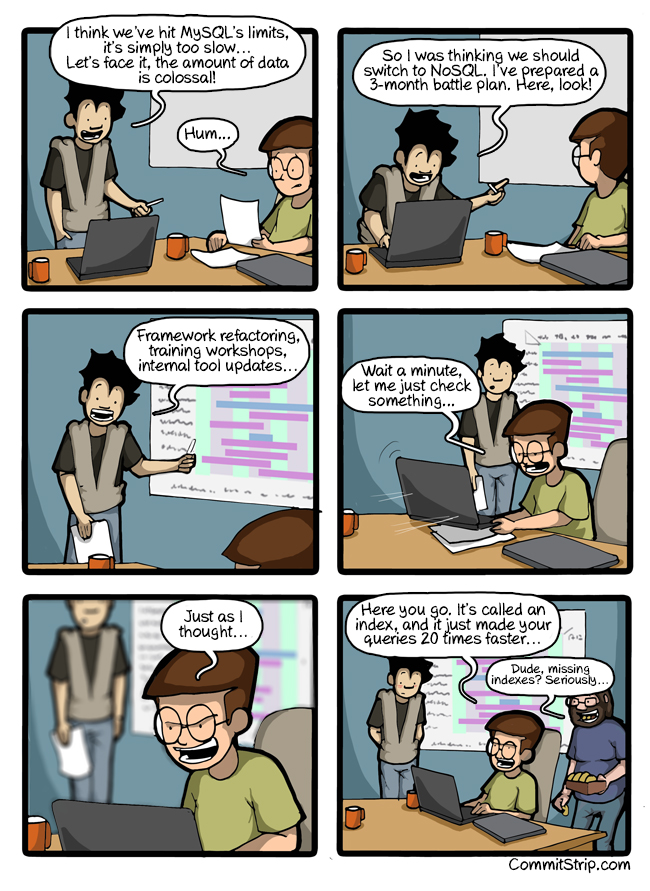 I think we've hit MySQL's limits,
it's simply too slow...
Let's face it, the amount of data
is colossal!
Hum...
So I was thinking we should
switch to NoSQL. I've prepared a
3-month battle plan. Here, look!
Framework refactoring,
training workshops,
internal tool updates...
Wait a minute,
let me just check
something...
Just as I
thought...
Here you go. It's called an
index, and it just made your
queries 20 times faster...
Dude, missing
indexes? Seriously...
CommitStrip.com